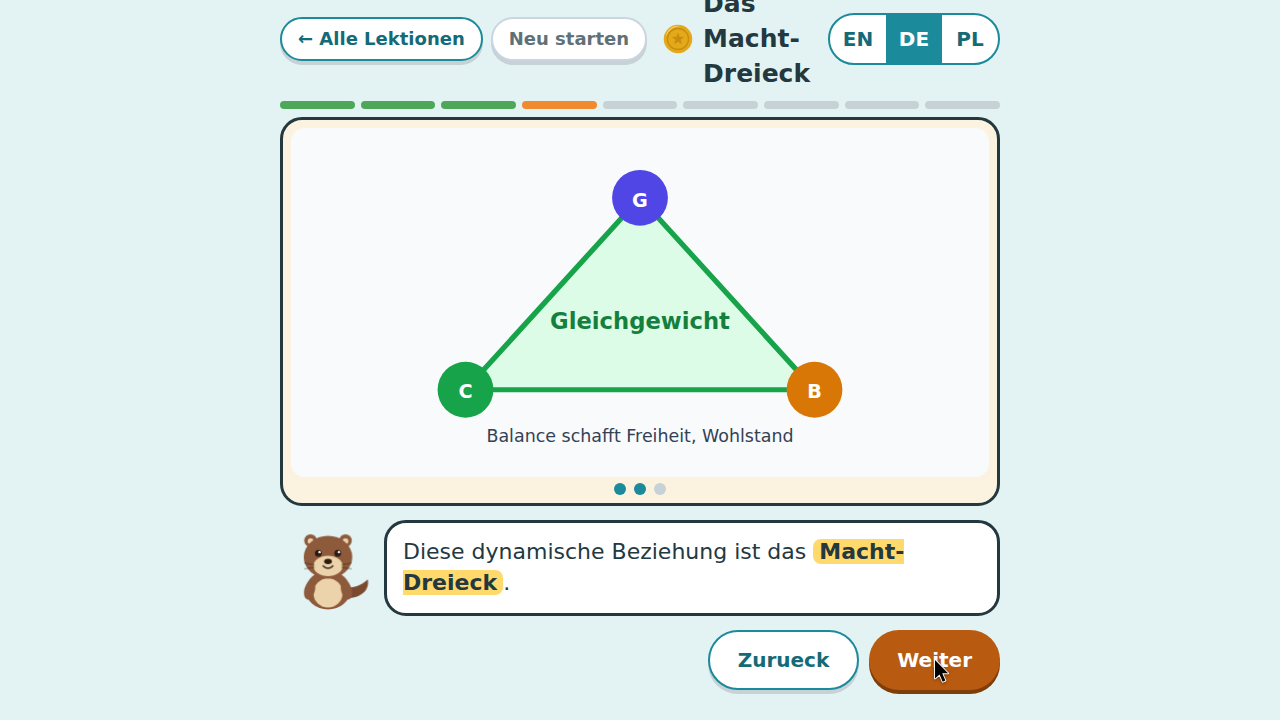 ← Alle Lektionen
Neu starten
Das
Macht-
Dreieck
EN
DE
PL
G
Gleichgewicht
C
B
Balance schafft Freiheit, Wohlstand
Diese dynamische Beziehung ist das Macht-
Dreieck.
Zurueck
Weiter